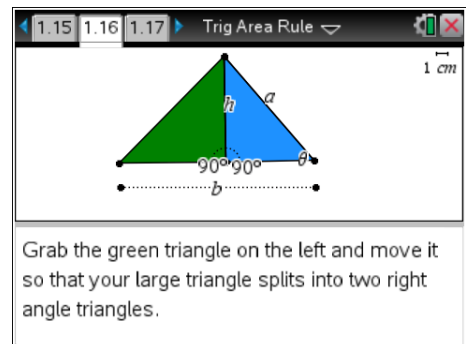 1.15 1.16 1.17 Trig Area Rule
1 cm
h
a
90° 90° θ
b
Grab the green triangle on the left and move it
so that your large triangle splits into two right
angle triangles.